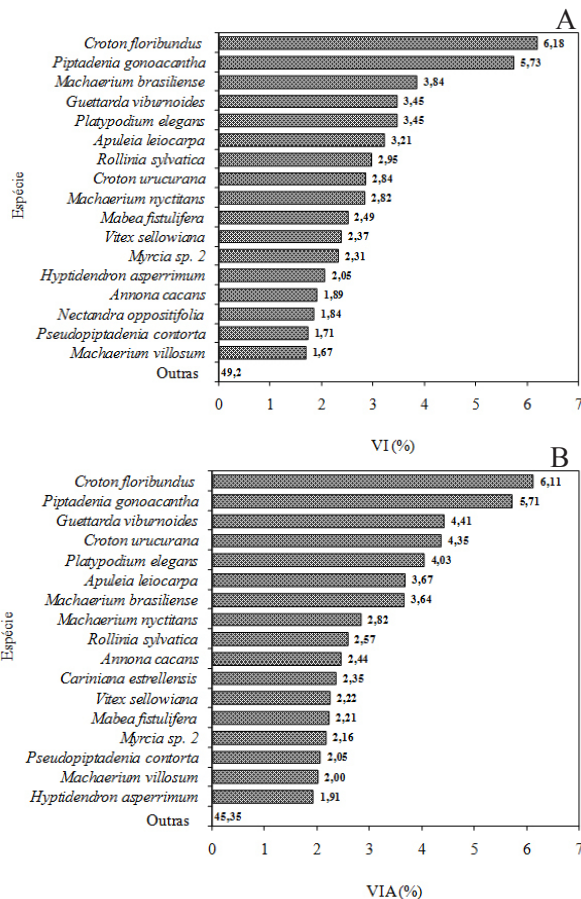 A
Espécie
Croton floribundus 6,18
Piptadenia gonoacantha 5,73
Machaerium brasiliense 3,84
Guettarda viburnoides 3,45
Platypodium elegans 3,45
Apuleia leiocarpa 3,21
Rollinia sylvatica 2,95
Croton urucurana 2,84
Machaerium nyctitans 2,82
Mabea fistulifera 2,49
Vitex sellowiana 2,37
Myrcia sp. 2 2,31
Hyptidendron asperrimum 2,05
Annona cacans 1,89
Nectandra oppositifolia 1,84
Pseudopiptadenia contorta 1,71
Machaerium villosum 1,67
Outras 49,2
0 1 2 3 4 5 6 7
VI (%)
B
Espécie
Croton floribundus 6,11
Piptadenia gonoacantha 5,71
Guettarda viburnoides 4,41
Croton urucurana 4,35
Platypodium elegans 4,03
Apuleia leiocarpa 3,67
Machaerium brasiliense 3,64
Machaerium nyctitans 2,82
Rollinia sylvatica 2,57
Annona cacans 2,44
Cariniana estrellensis 2,35
Vitex sellowiana 2,22
Mabea fistulifera 2,21
Myrcia sp. 2 2,16
Pseudopiptadenia contorta 2,05
Machaerium villosum 2,00
Hyptidendron asperrimum 1,91
Outras 45,35
0 1 2 3 4 5 6 7
VIA (%)